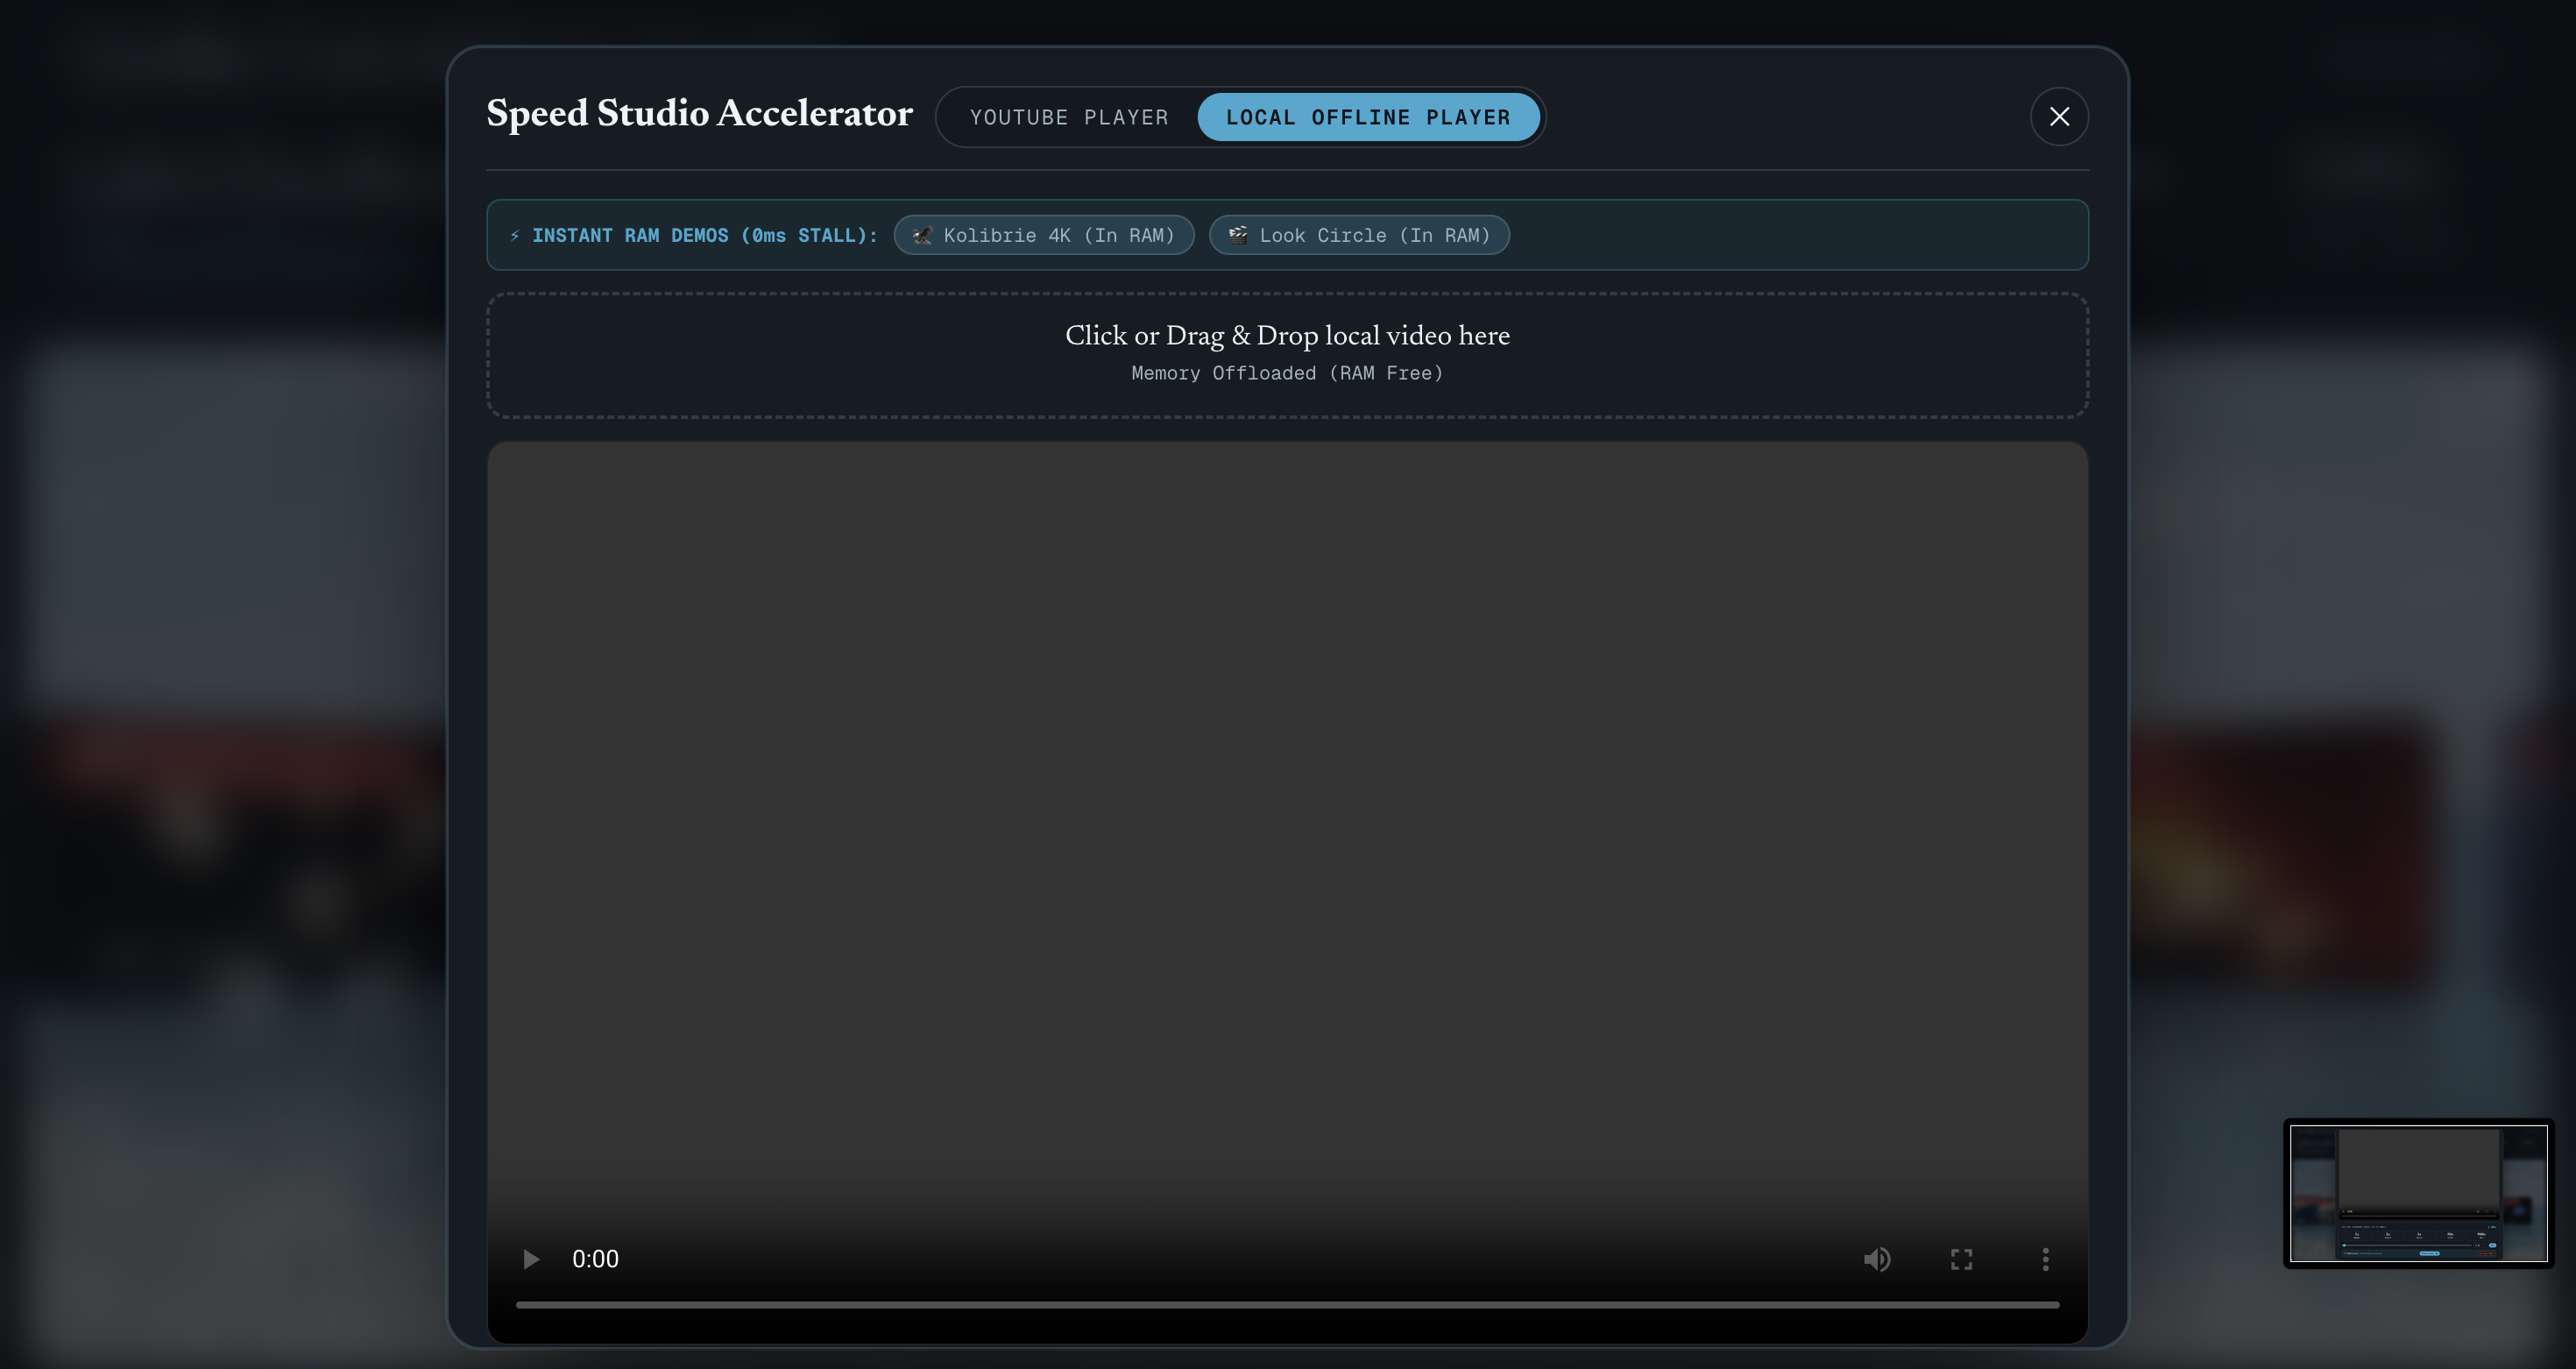 Speed Studio Accelerator
YOUTUBE PLAYER
LOCAL OFFLINE PLAYER
⚡ INSTANT RAM DEMOS (0ms STALL):
Kolibrie 4K (In RAM)
🎬 Look Circle (In RAM)
Click or Drag & Drop local video here
Memory Offloaded (RAM Free)
0:00